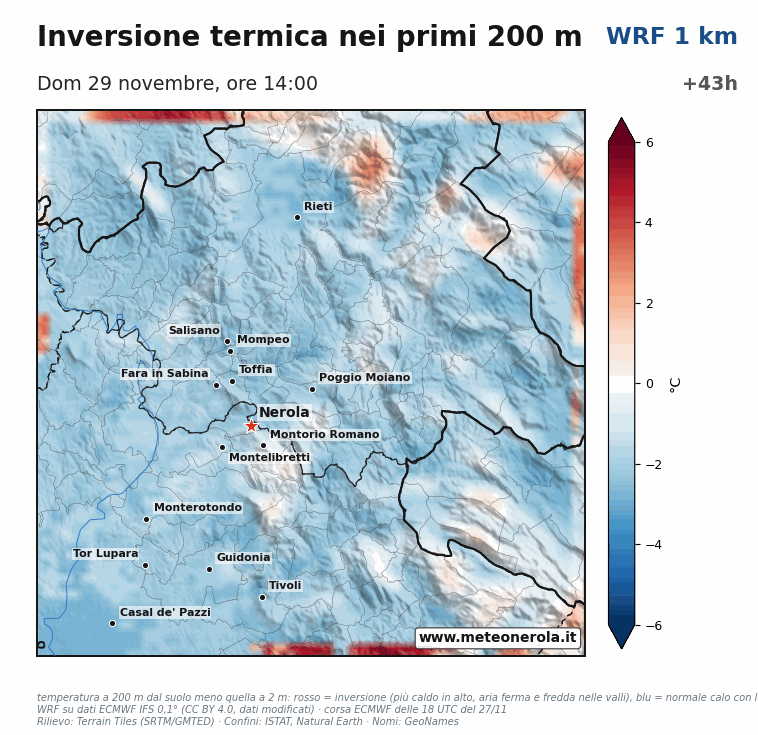 Inversione termica nei primi 200 m
WRF 1 km
Dom 29 novembre, ore 14:00
+43h
Rieti
Salisano
Mompeo
Toffia
Fara in Sabina
Poggio Moiano
Nerola
Montorio Romano
Montelibretti
Monterotondo
Tor Lupara
Guidonia
Tivoli
Casal de' Pazzi
www.meteonerola.it
6
4
2
0
−2
−4
−6
°C
temperatura a 200 m dal suolo meno quella a 2 m: rosso = inversione (più caldo in alto, aria ferma e fredda nelle valli), blu = normale calo con
WRF su dati ECMWF IFS 0,1° (CC BY 4.0, dati modificati) · corsa ECMWF delle 18 UTC del 27/11
Rilievo: Terrain Tiles (SRTM/GMTED) · Confini: ISTAT, Natural Earth · Nomi: GeoNames